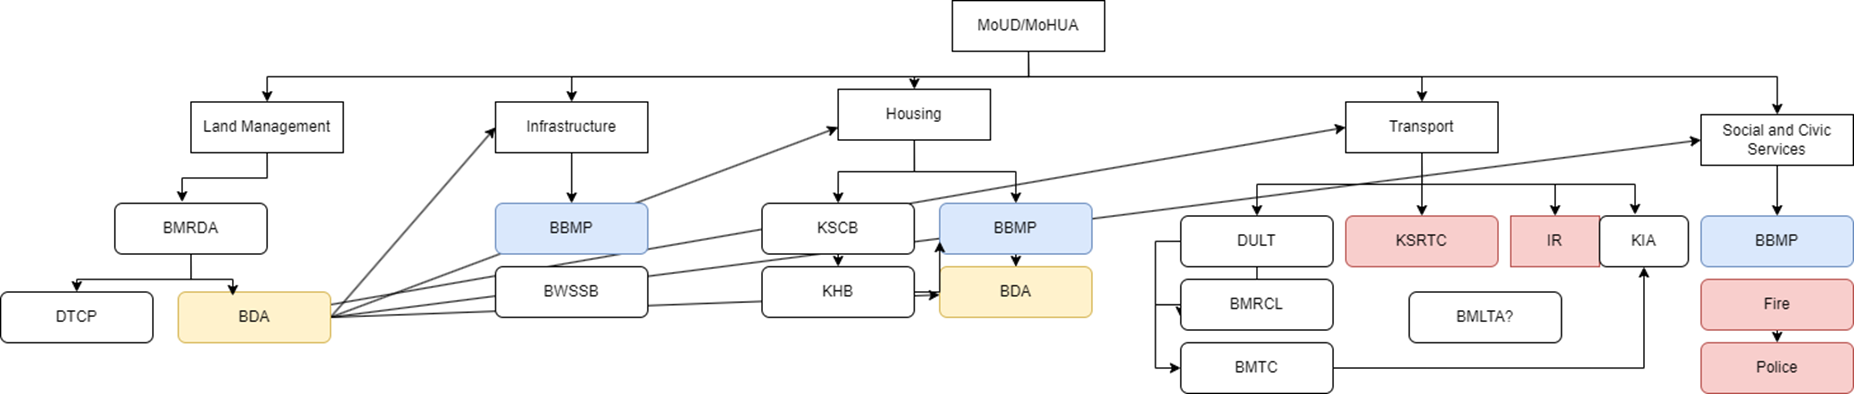 MoUD/MoHUA
Land Management
Infrastructure
Housing
Transport
Social and Civic
Services
BMRDA
BBMP
KSCB
BBMP
DULT
KSRTC
IR
KIA
BBMP
DTCP
BDA
BWSSB
KHB
BDA
BMRCL
BMLTA?
Fire
BMTC
Police